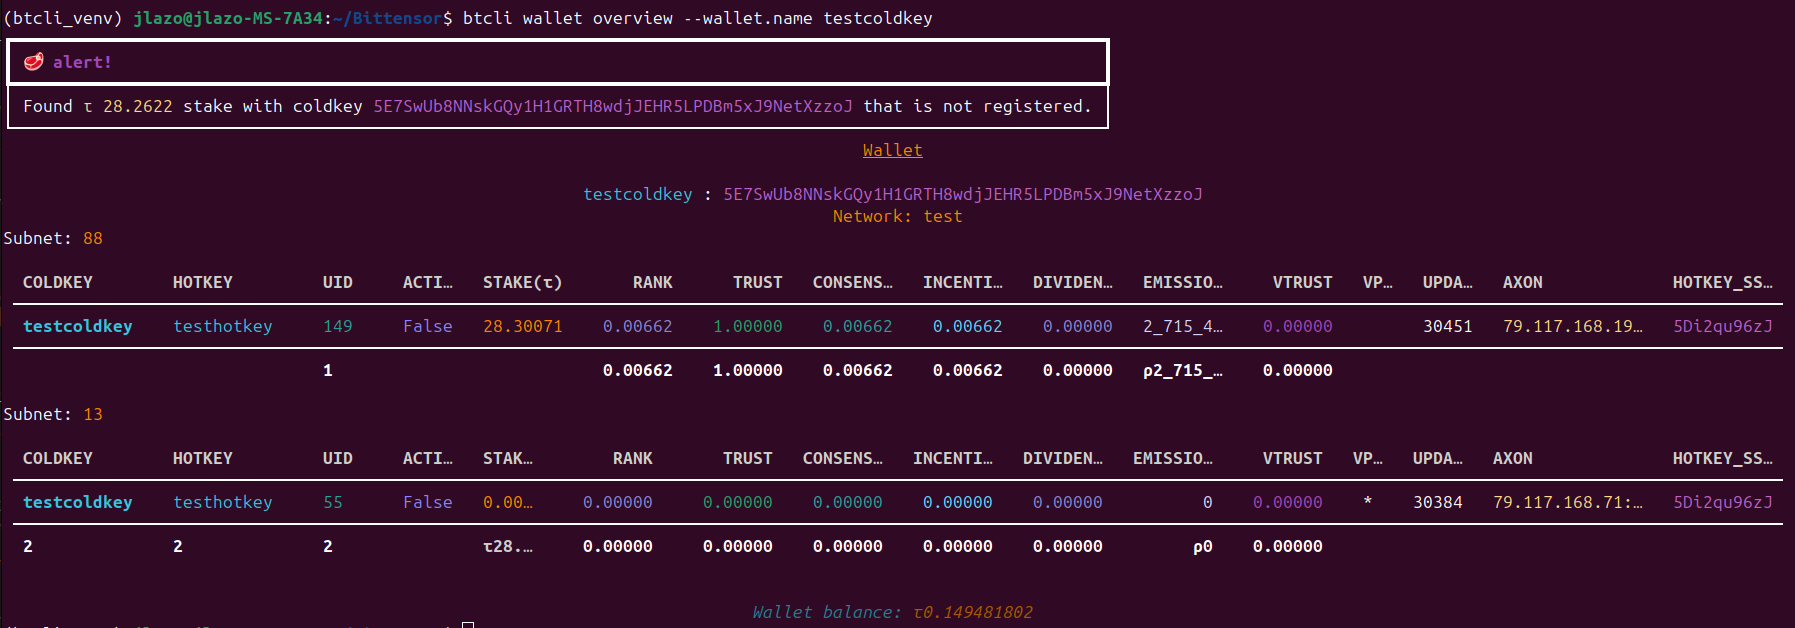 (btcli_venv) jlazo@jlazo-MS-7A34:~/Bittensor$ btcli wallet overview --wallet.name testcoldkey
🥩 alert!
Found τ 28.2622 stake with coldkey 5E7SwUb8NNskGQy1H1GRTH8wdjJEHR5LPDBm5xJ9NetXzzoJ that is not registered.
Wallet
testcoldkey : 5E7SwUb8NNskGQy1H1GRTH8wdjJEHR5LPDBm5xJ9NetXzzoJ
Network: test
Subnet: 88
COLDKEY HOTKEY UID ACTI… STAKE(τ) RANK TRUST CONSENS… INCENTI… DIVIDEN… EMISSIO… VTRUST VP… UPDA… AXON HOTKEY_SS…
testcoldkey testhotkey 149 False 28.30071 0.00662 1.00000 0.00662 0.00662 0.00000 2_715_4… 0.00000 30451 79.117.168.19… 5Di2qu96zJ
1 0.00662 1.00000 0.00662 0.00662 0.00000 ρ2_715_… 0.00000
Subnet: 13
COLDKEY HOTKEY UID ACTI… STAK… RANK TRUST CONSENS… INCENTI… DIVIDEN… EMISSIO… VTRUST VP… UPDA… AXON HOTKEY_SS…
testcoldkey testhotkey 55 False 0.00… 0.00000 0.00000 0.00000 0.00000 0.00000 0 0.00000 * 30384 79.117.168.71:… 5Di2qu96zJ
2 2 2 τ28.… 0.00000 0.00000 0.00000 0.00000 0.00000 ρ0 0.00000
Wallet balance: τ0.149481802